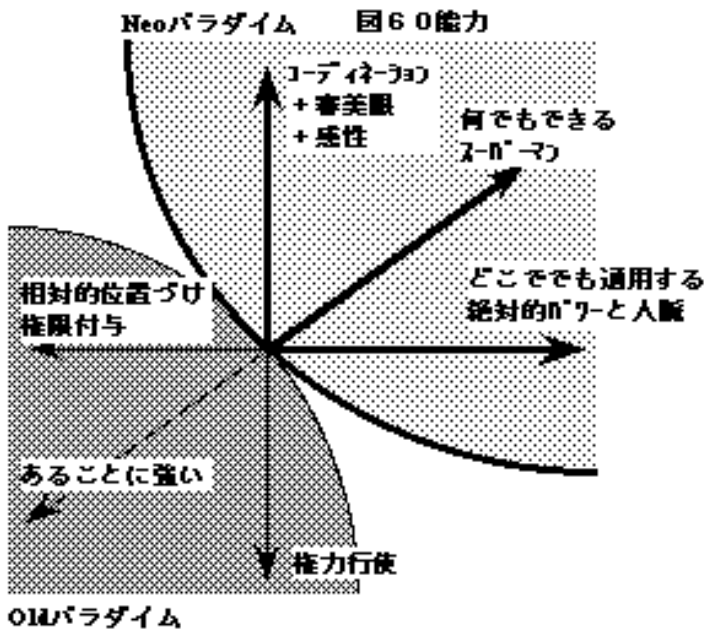 Neoパラダイム 図60能力
コーディネーション
+審美眼
+感性
何でもできる
スーパーマン
相対的位置づけ
権限付与
どこででも通用する
絶対的パワーと人脈
あることに強い
権力行使
Oldパラダイム